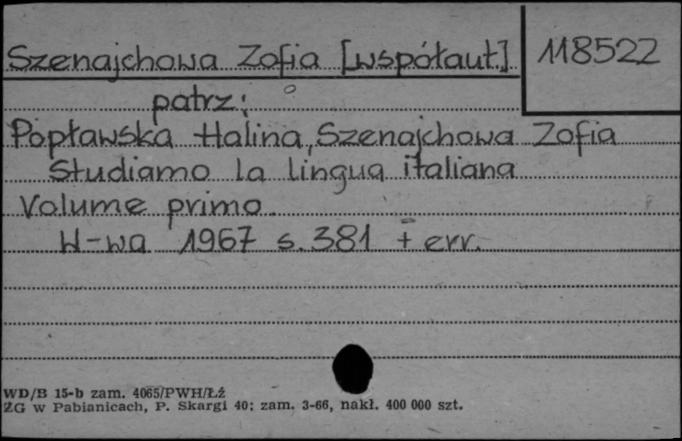 Szenajchowa Zofia [współaut.] 118522
patrz:
Popławska Halina, Szenajchowa Zofia
Studiamo la lingua italiana
Volume primo.
W-wa 1967 s. 381 + err.
WD/B 15-b zam. 4065/PWH/Łź
ZG w Pabianicach, P. Skargi 40; zam. 3-66, nakł. 400 000 szt.